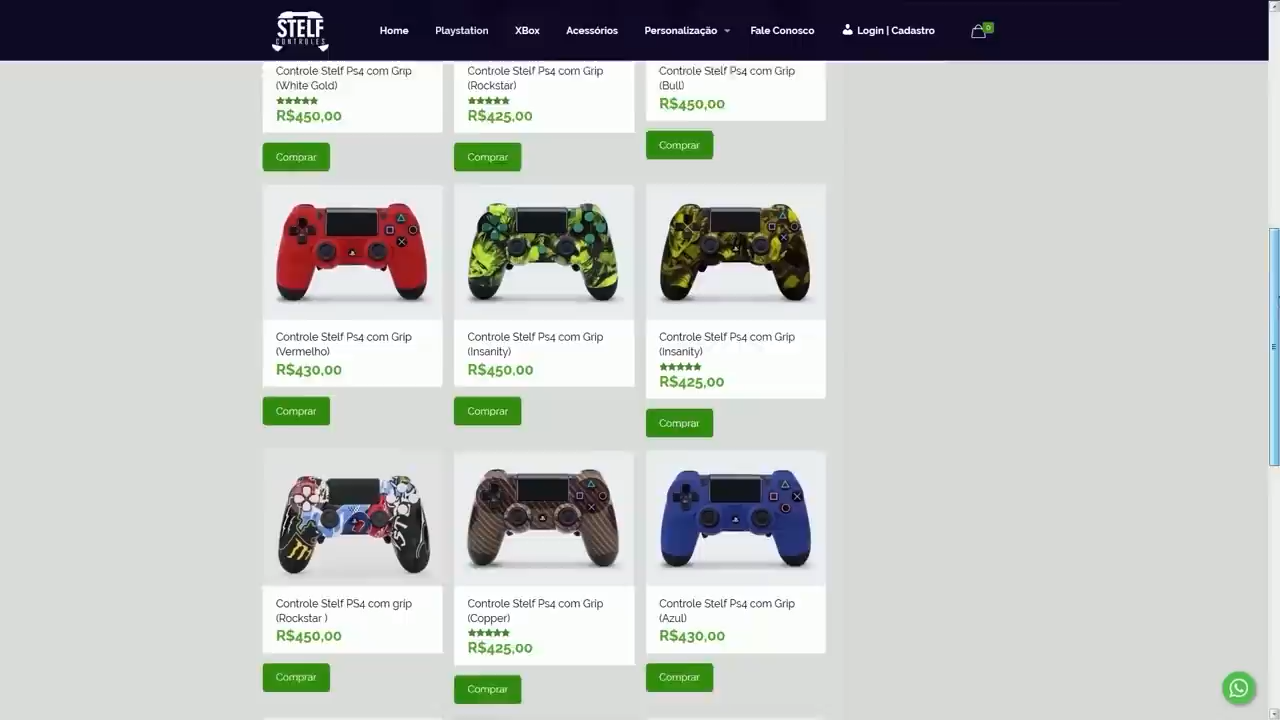 STELF
CONTROLES
Home
Playstation
XBox
Acessórios
Personalização
Fale Conosco
Login | Cadastro
0
Controle Stelf Ps4 com Grip
(White Gold)
R$450,00
Comprar
Controle Stelf Ps4 com Grip
(Rockstar)
R$425,00
Comprar
Controle Stelf Ps4 com Grip
(Bull)
R$450,00
Comprar
Controle Stelf Ps4 com Grip
(Vermelho)
R$430,00
Comprar
Controle Stelf Ps4 com Grip
(Insanity)
R$450,00
Comprar
Controle Stelf Ps4 com Grip
(Insanity)
R$425,00
Comprar
Controle Stelf PS4 com grip
(Rockstar )
R$450,00
Comprar
Controle Stelf Ps4 com Grip
(Copper)
R$425,00
Comprar
Controle Stelf Ps4 com Grip
(Azul)
R$430,00
Comprar